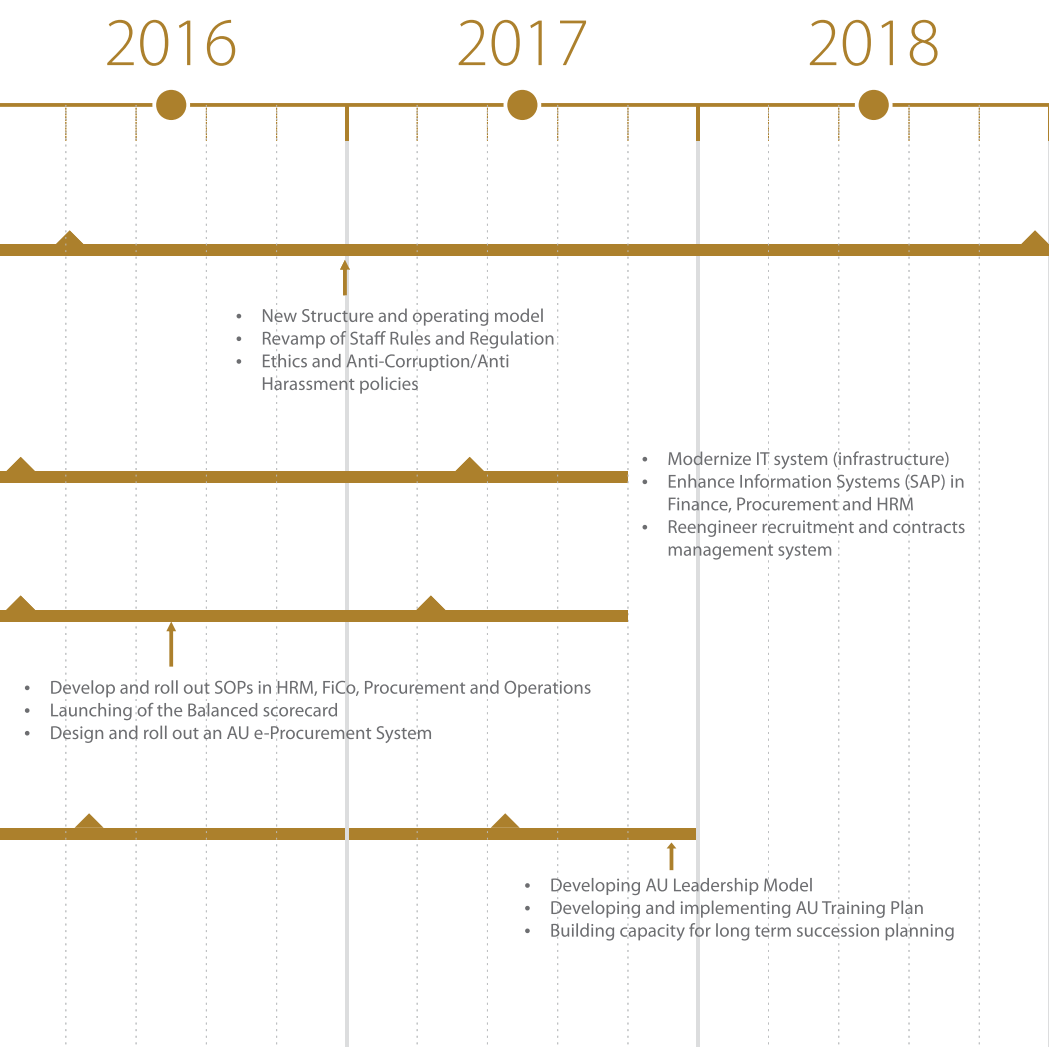 2016 2017 2018
• New Structure and operating model
• Revamp of Staff Rules and Regulation
• Ethics and Anti-Corruption/Anti
Harassment policies
• Modernize IT system (infrastructure)
• Enhance Information Systems (SAP) in
Finance, Procurement and HRM
• Reengineer recruitment and contracts
management system
• Develop and roll out SOPs in HRM, FiCo, Procurement and Operations
• Launching of the Balanced scorecard
• Design and roll out an AU e-Procurement System
• Developing AU Leadership Model
• Developing and implementing AU Training Plan
• Building capacity for long term succession planning